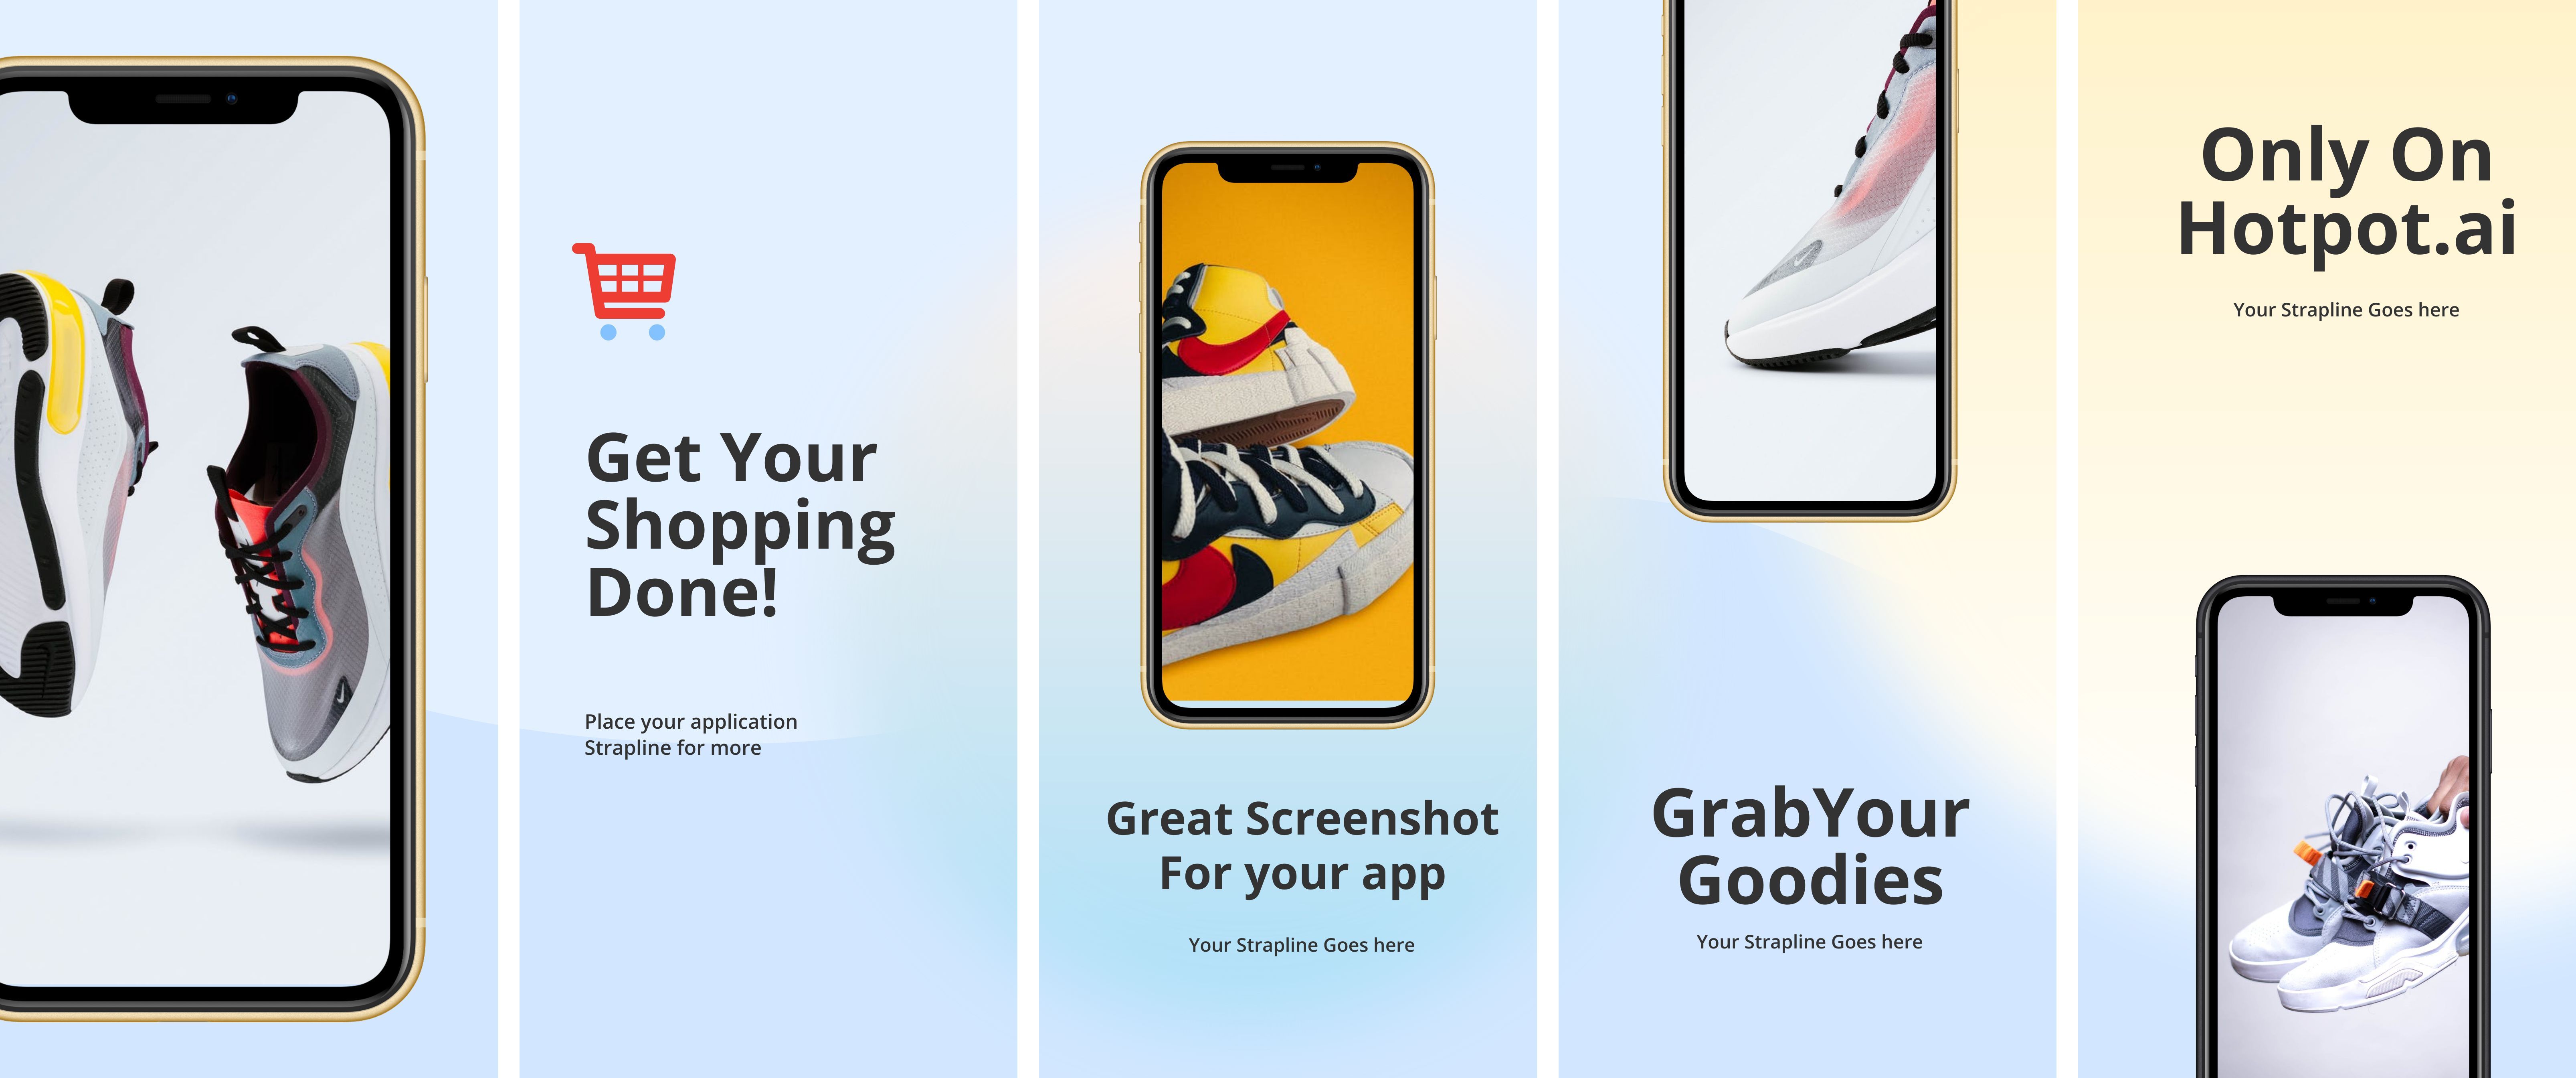 Get Your
Shopping
Done!
Place your application
Strapline for more
Great Screenshot
For your app
Your Strapline Goes here
GrabYour
Goodies
Your Strapline Goes here
Only On
Hotpot.ai
Your Strapline Goes here